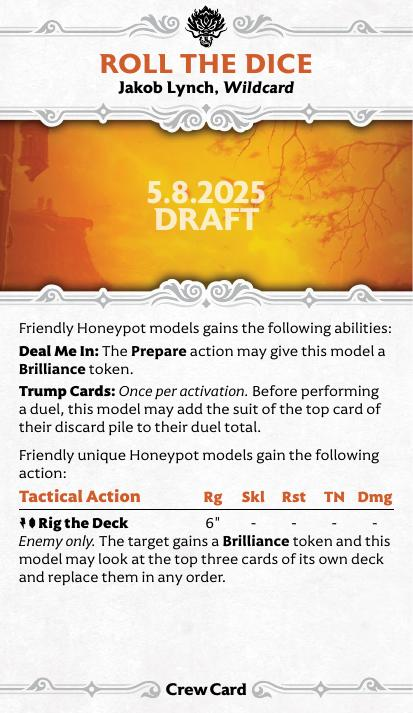 ROLL THE DICE
Jakob Lynch, Wildcard
5.8.2025
DRAFT
Friendly Honeypot models gains the following abilities:
Deal Me In: The Prepare action may give this model a
Brilliance token.
Trump Cards: Once per activation. Before performing
a duel, this model may add the suit of the top card of
their discard pile to their duel total.
Friendly unique Honeypot models gain the following
action:
Tactical Action Rg Skl Rst TN Dmg
Rig the Deck 6" - - - -
Enemy only. The target gains a Brilliance token and this
model may look at the top three cards of its own deck
and replace them in any order.
Crew Card